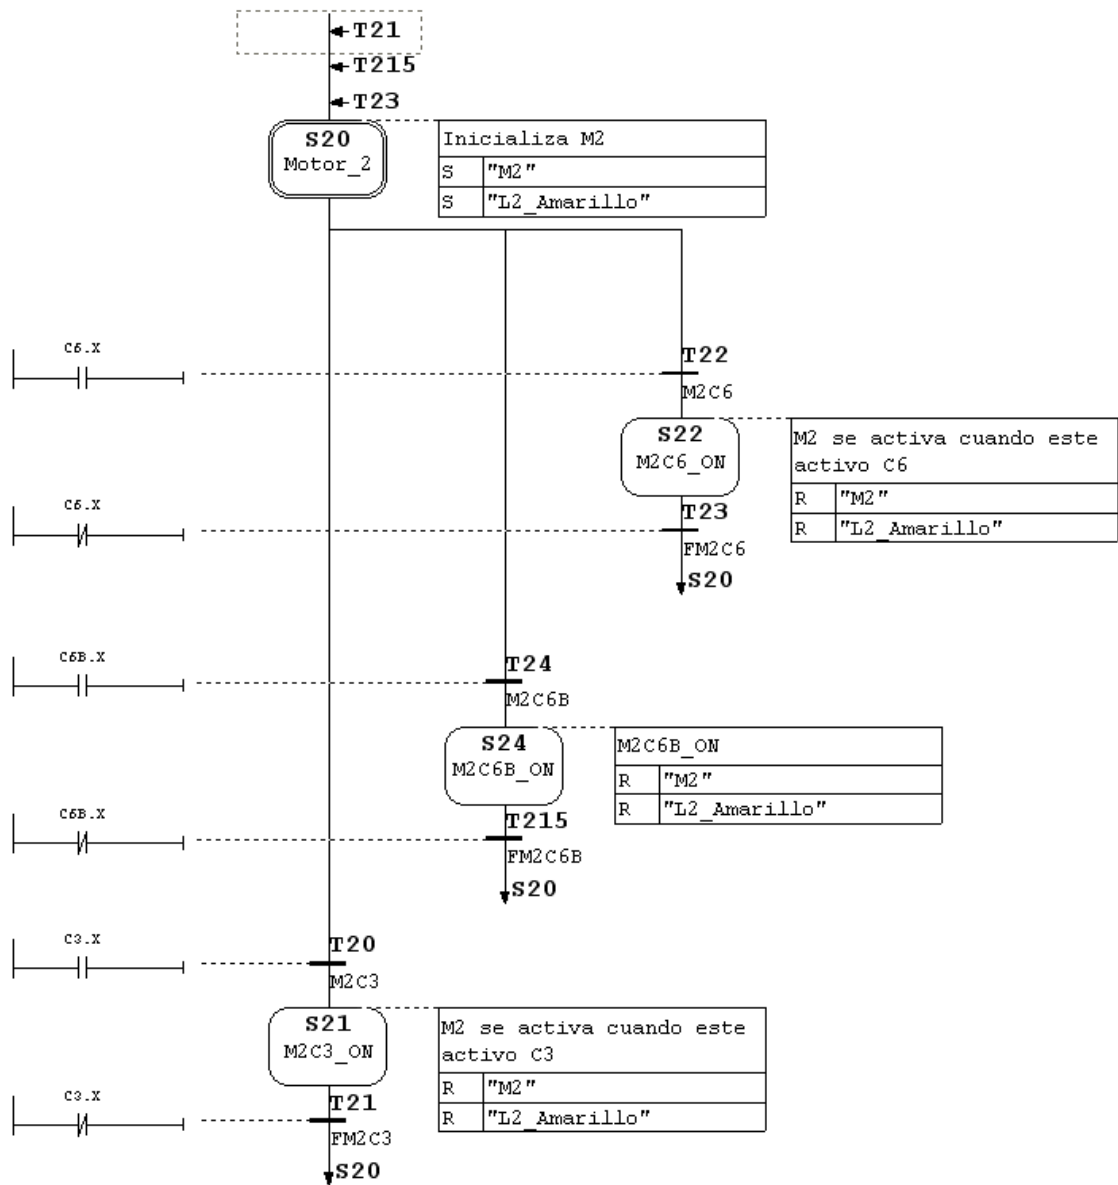 T21
T215
T23
S20
Motor_2
Inicializa M2
S "M2"
S "L2_Amarillo"
C6.X
T22
M2C6
S22
M2C6_ON
M2 se activa cuando este
activo C6
R "M2"
R "L2_Amarillo"
C6.X
T23
FM2C6
S20
C6B.X
T24
M2C6B
S24
M2C6B_ON
M2C6B_ON
R "M2"
R "L2_Amarillo"
C6B.X
T215
FM2C6B
S20
C3.X
T20
M2C3
S21
M2C3_ON
M2 se activa cuando este
activo C3
R "M2"
R "L2_Amarillo"
C3.X
T21
FM2C3
S20